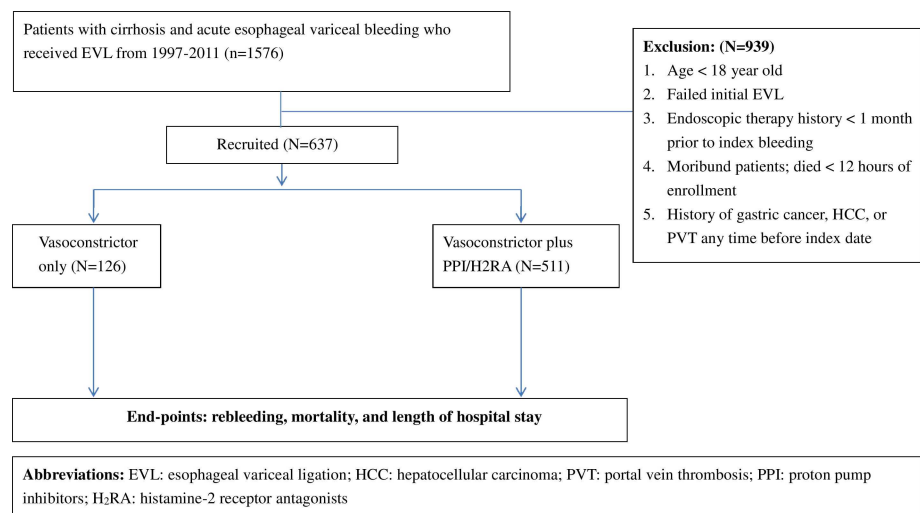 Patients with cirrhosis and acute esophageal variceal bleeding who
received EVL from 1997-2011 (n=1576)
Exclusion: (N=939)
1. Age < 18 year old
2. Failed initial EVL
3. Endoscopic therapy history < 1 month
prior to index bleeding
4. Moribund patients; died < 12 hours of
enrollment
5. History of gastric cancer, HCC, or
PVT any time before index date
Recruited (N=637)
Vasoconstrictor
only (N=126)
Vasoconstrictor plus
PPI/H2RA (N=511)
End-points: rebleeding, mortality, and length of hospital stay
Abbreviations: EVL: esophageal variceal ligation; HCC: hepatocellular carcinoma; PVT: portal vein thrombosis; PPI: proton pump
inhibitors; H₂RA: histamine-2 receptor antagonists